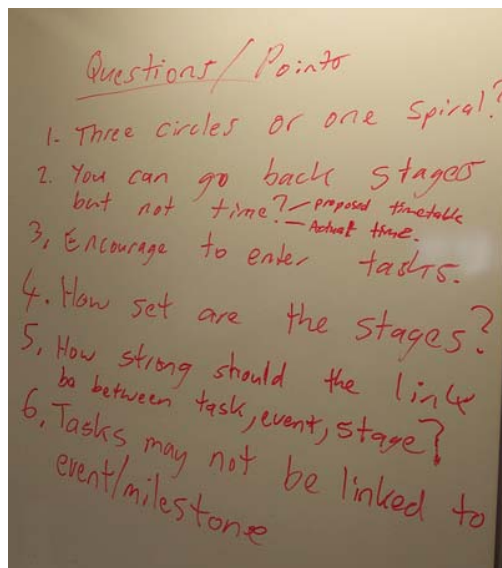 Questions/Points
1. Three circles or one spiral?
2. You can go back stages
but not time? – proposed timetable
– Actual time.
3, Encourage to enter tasks.
4. How set are the stages?
5, How strong should the link
be between task, event, stage?
6, Tasks may not be linked to
event/milestone